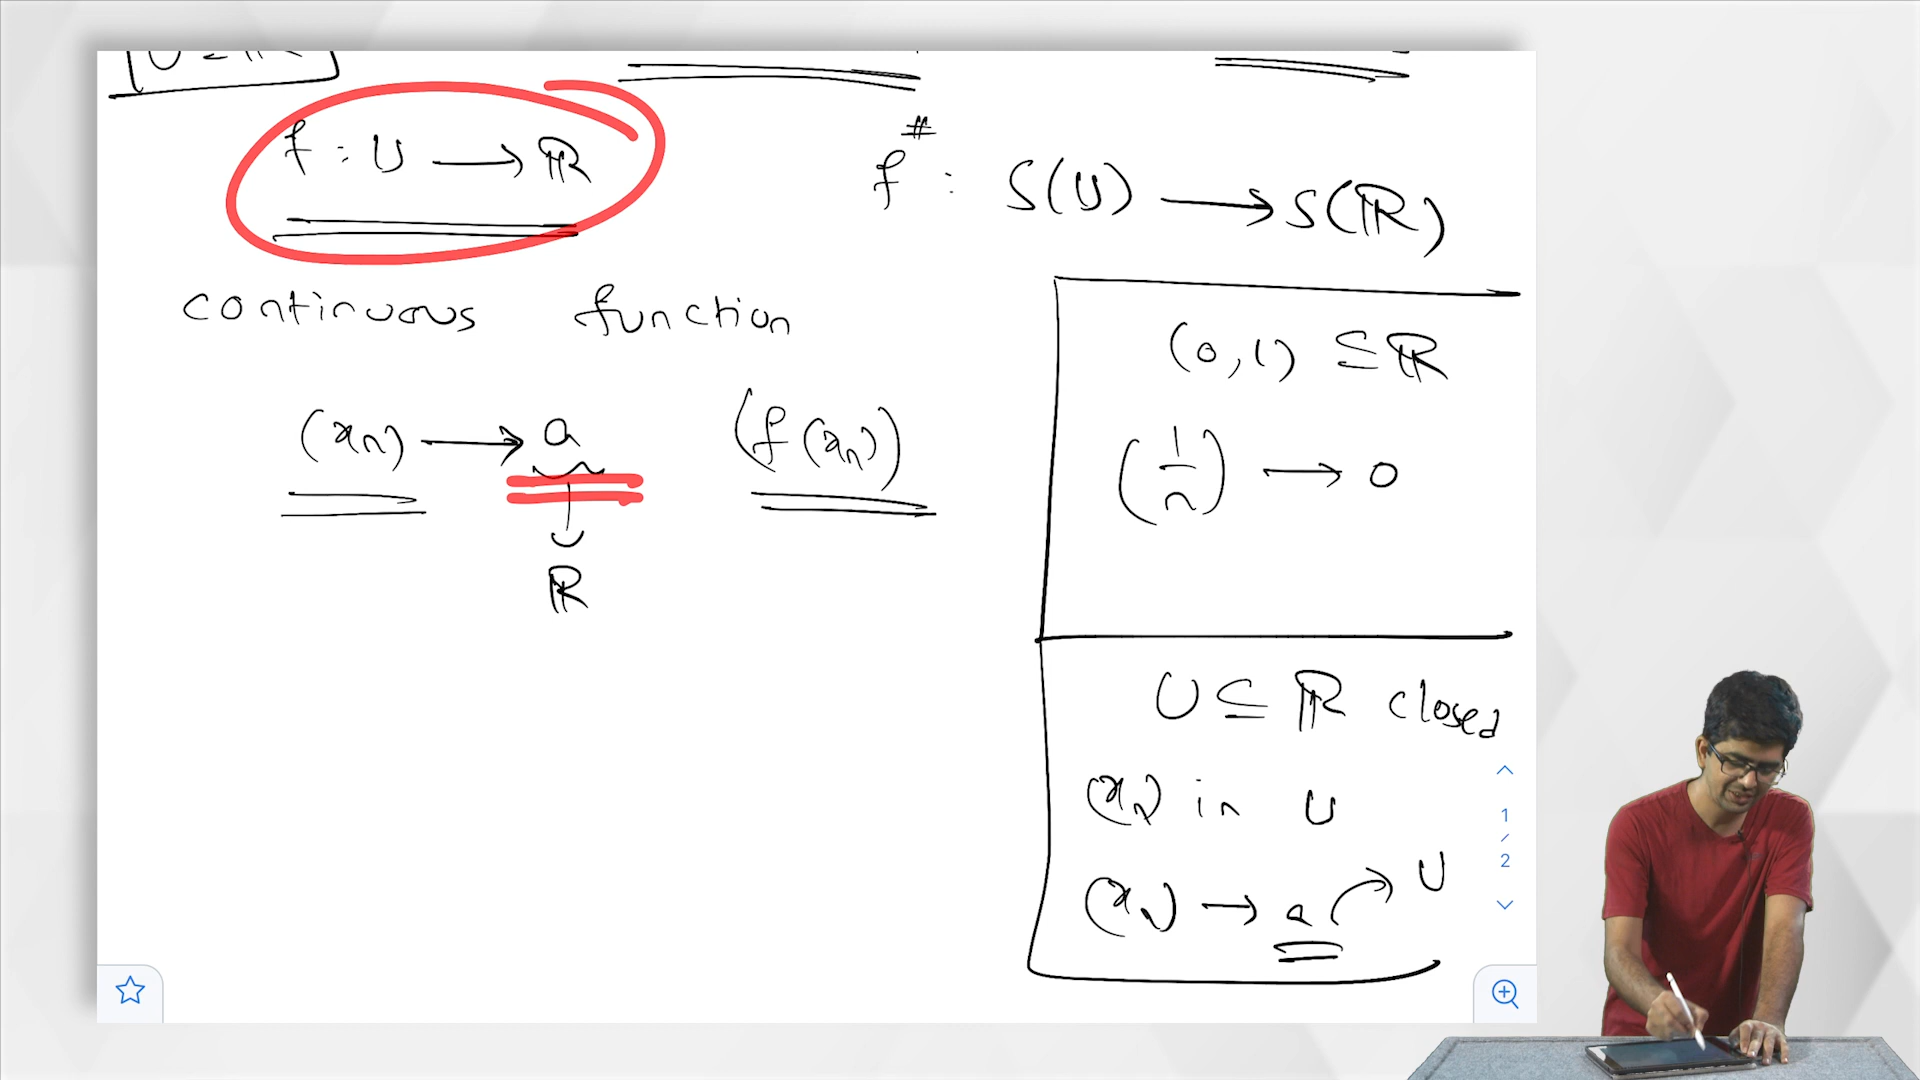 f : U ⟶ ℝ
f^# : S(U) ⟶ S(ℝ)
continuous function
(xₙ) ⟶ a (f(xₙ))
ℝ
(0,1) ⊆ ℝ
(1/n) ⟶ 0
U ⊆ ℝ closed
(xₙ) in U
(xₙ) → a U
1
/
2